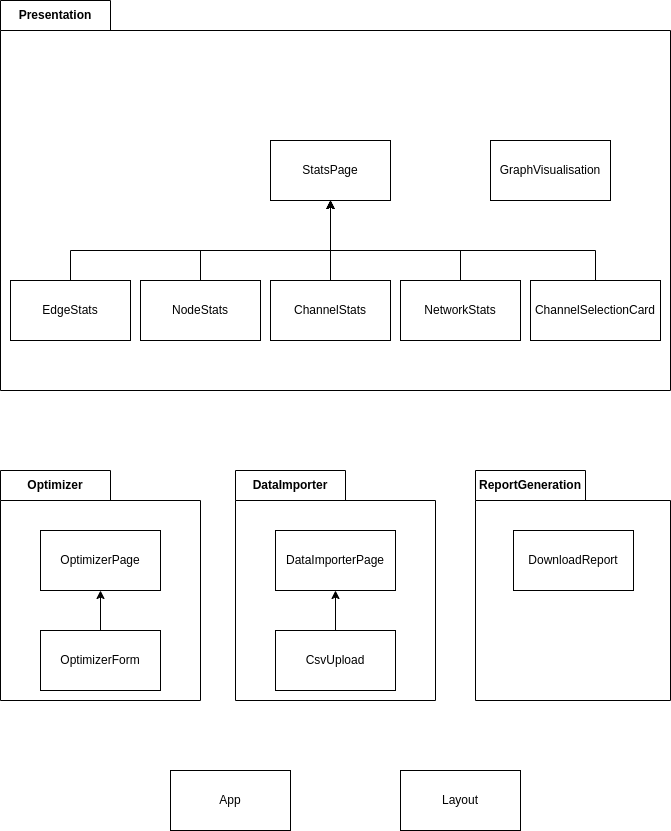 Presentation
StatsPage
GraphVisualisation
EdgeStats
NodeStats
ChannelStats
NetworkStats
ChannelSelectionCard
Optimizer
DataImporter
ReportGeneration
OptimizerPage
DataImporterPage
DownloadReport
OptimizerForm
CsvUpload
App
Layout